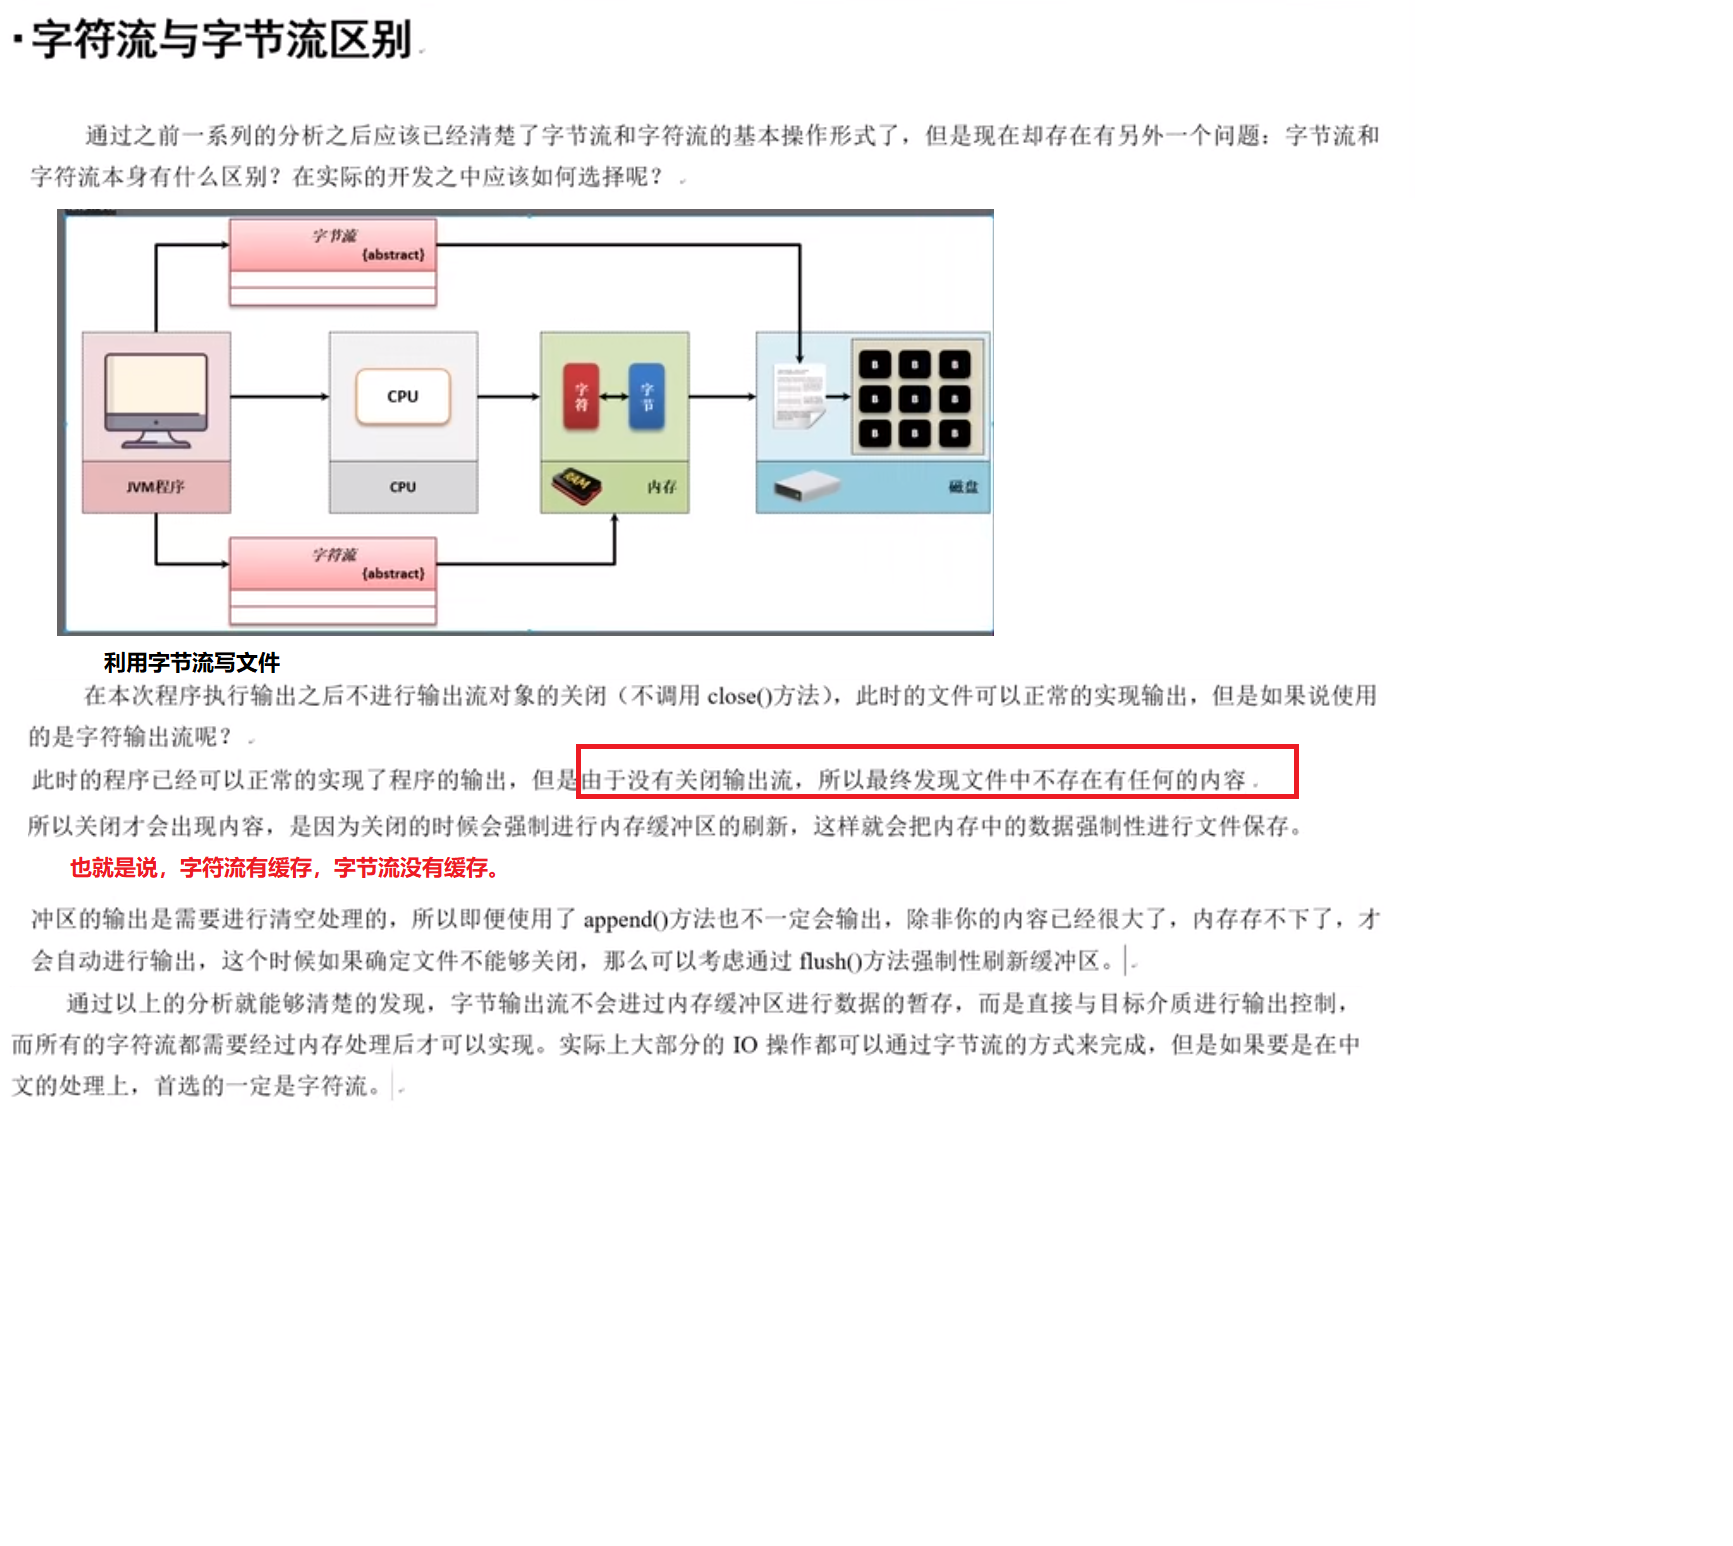 ·字符流与字节流区别
通过之前一系列的分析之后应该已经清楚了字节流和字符流的基本操作形式了，但是现在却存在有另外一个问题：字节流和
字符流本身有什么区别？在实际的开发之中应该如何选择呢？
字节流
{abstract}
CPU
字符
字节
B B B
B B B
B B B
JVM程序
CPU
RAM
内存
磁盘
字符流
{abstract}
利用字节流写文件
在本次程序执行输出之后不进行输出流对象的关闭（不调用 close()方法），此时的文件可以正常的实现输出，但是如果说使用
的是字符输出流呢？
此时的程序已经可以正常的实现了程序的输出，但是由于没有关闭输出流，所以最终发现文件中不存在有任何的内容
所以关闭才会出现内容，是因为关闭的时候会强制进行内存缓冲区的刷新，这样就会把内存中的数据强制性进行文件保存。
也就是说，字符流有缓存，字节流没有缓存。
冲区的输出是需要进行清空处理的，所以即便使用了 append()方法也不一定会输出，除非你的内容已经很大了，内存存不下了，才
会自动进行输出，这个时候如果确定文件不能够关闭，那么可以考虑通过 flush()方法强制性刷新缓冲区。
通过以上的分析就能够清楚的发现，字节输出流不会进过内存缓冲区进行数据的暂存，而是直接与目标介质进行输出控制，
而所有的字符流都需要经过内存处理后才可以实现。实际上大部分的 IO 操作都可以通过字节流的方式来完成，但是如果要是在中
文的处理上，首选的一定是字符流。